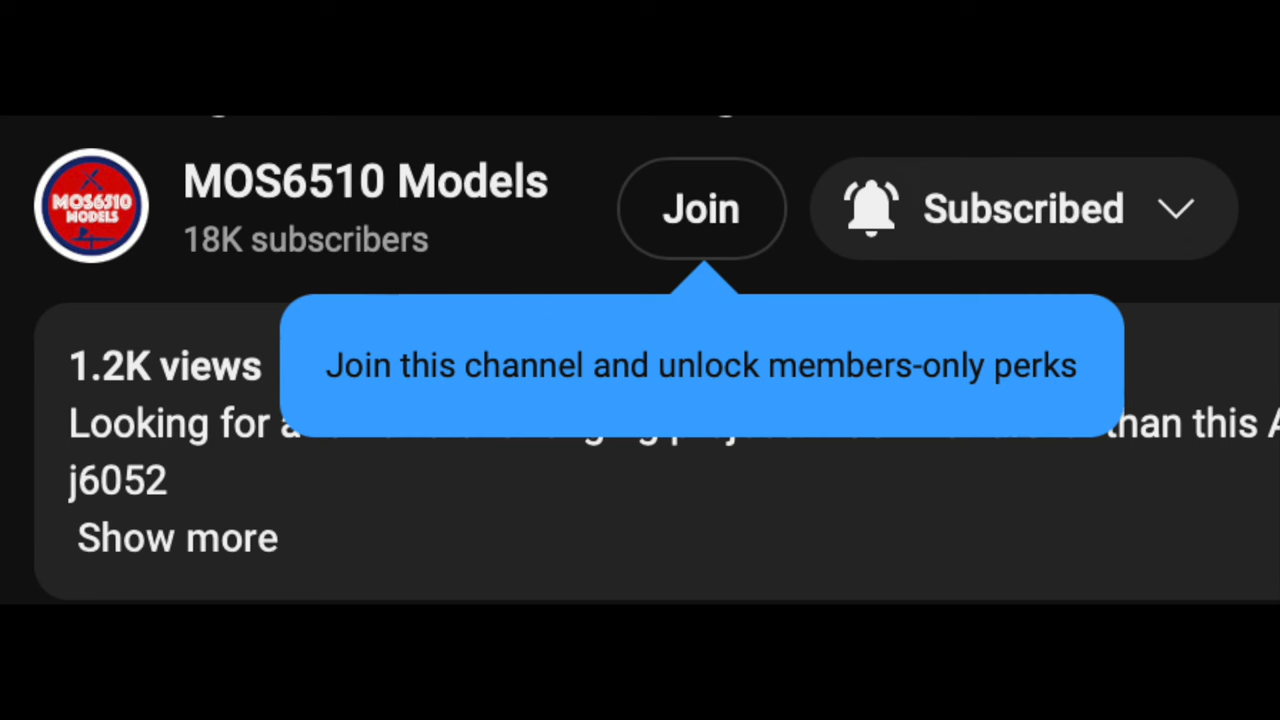 MOS6510
MODELS
MOS6510 Models
18K subscribers
Join
Subscribed
Join this channel and unlock members-only perks
1.2K views
Looking for
than this
j6052
Show more